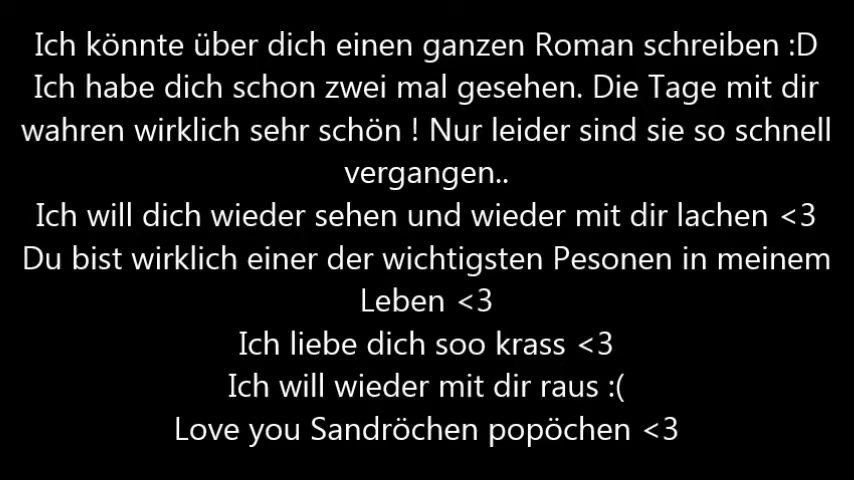 Ich könnte über dich einen ganzen Roman schreiben :D
Ich habe dich schon zwei mal gesehen. Die Tage mit dir
wahren wirklich sehr schön ! Nur leider sind sie so schnell
vergangen..
Ich will dich wieder sehen und wieder mit dir lachen <3
Du bist wirklich einer der wichtigsten Pesonen in meinem
Leben <3
Ich liebe dich soo krass <3
Ich will wieder mit dir raus :(
Love you Sandröchen popöchen <3